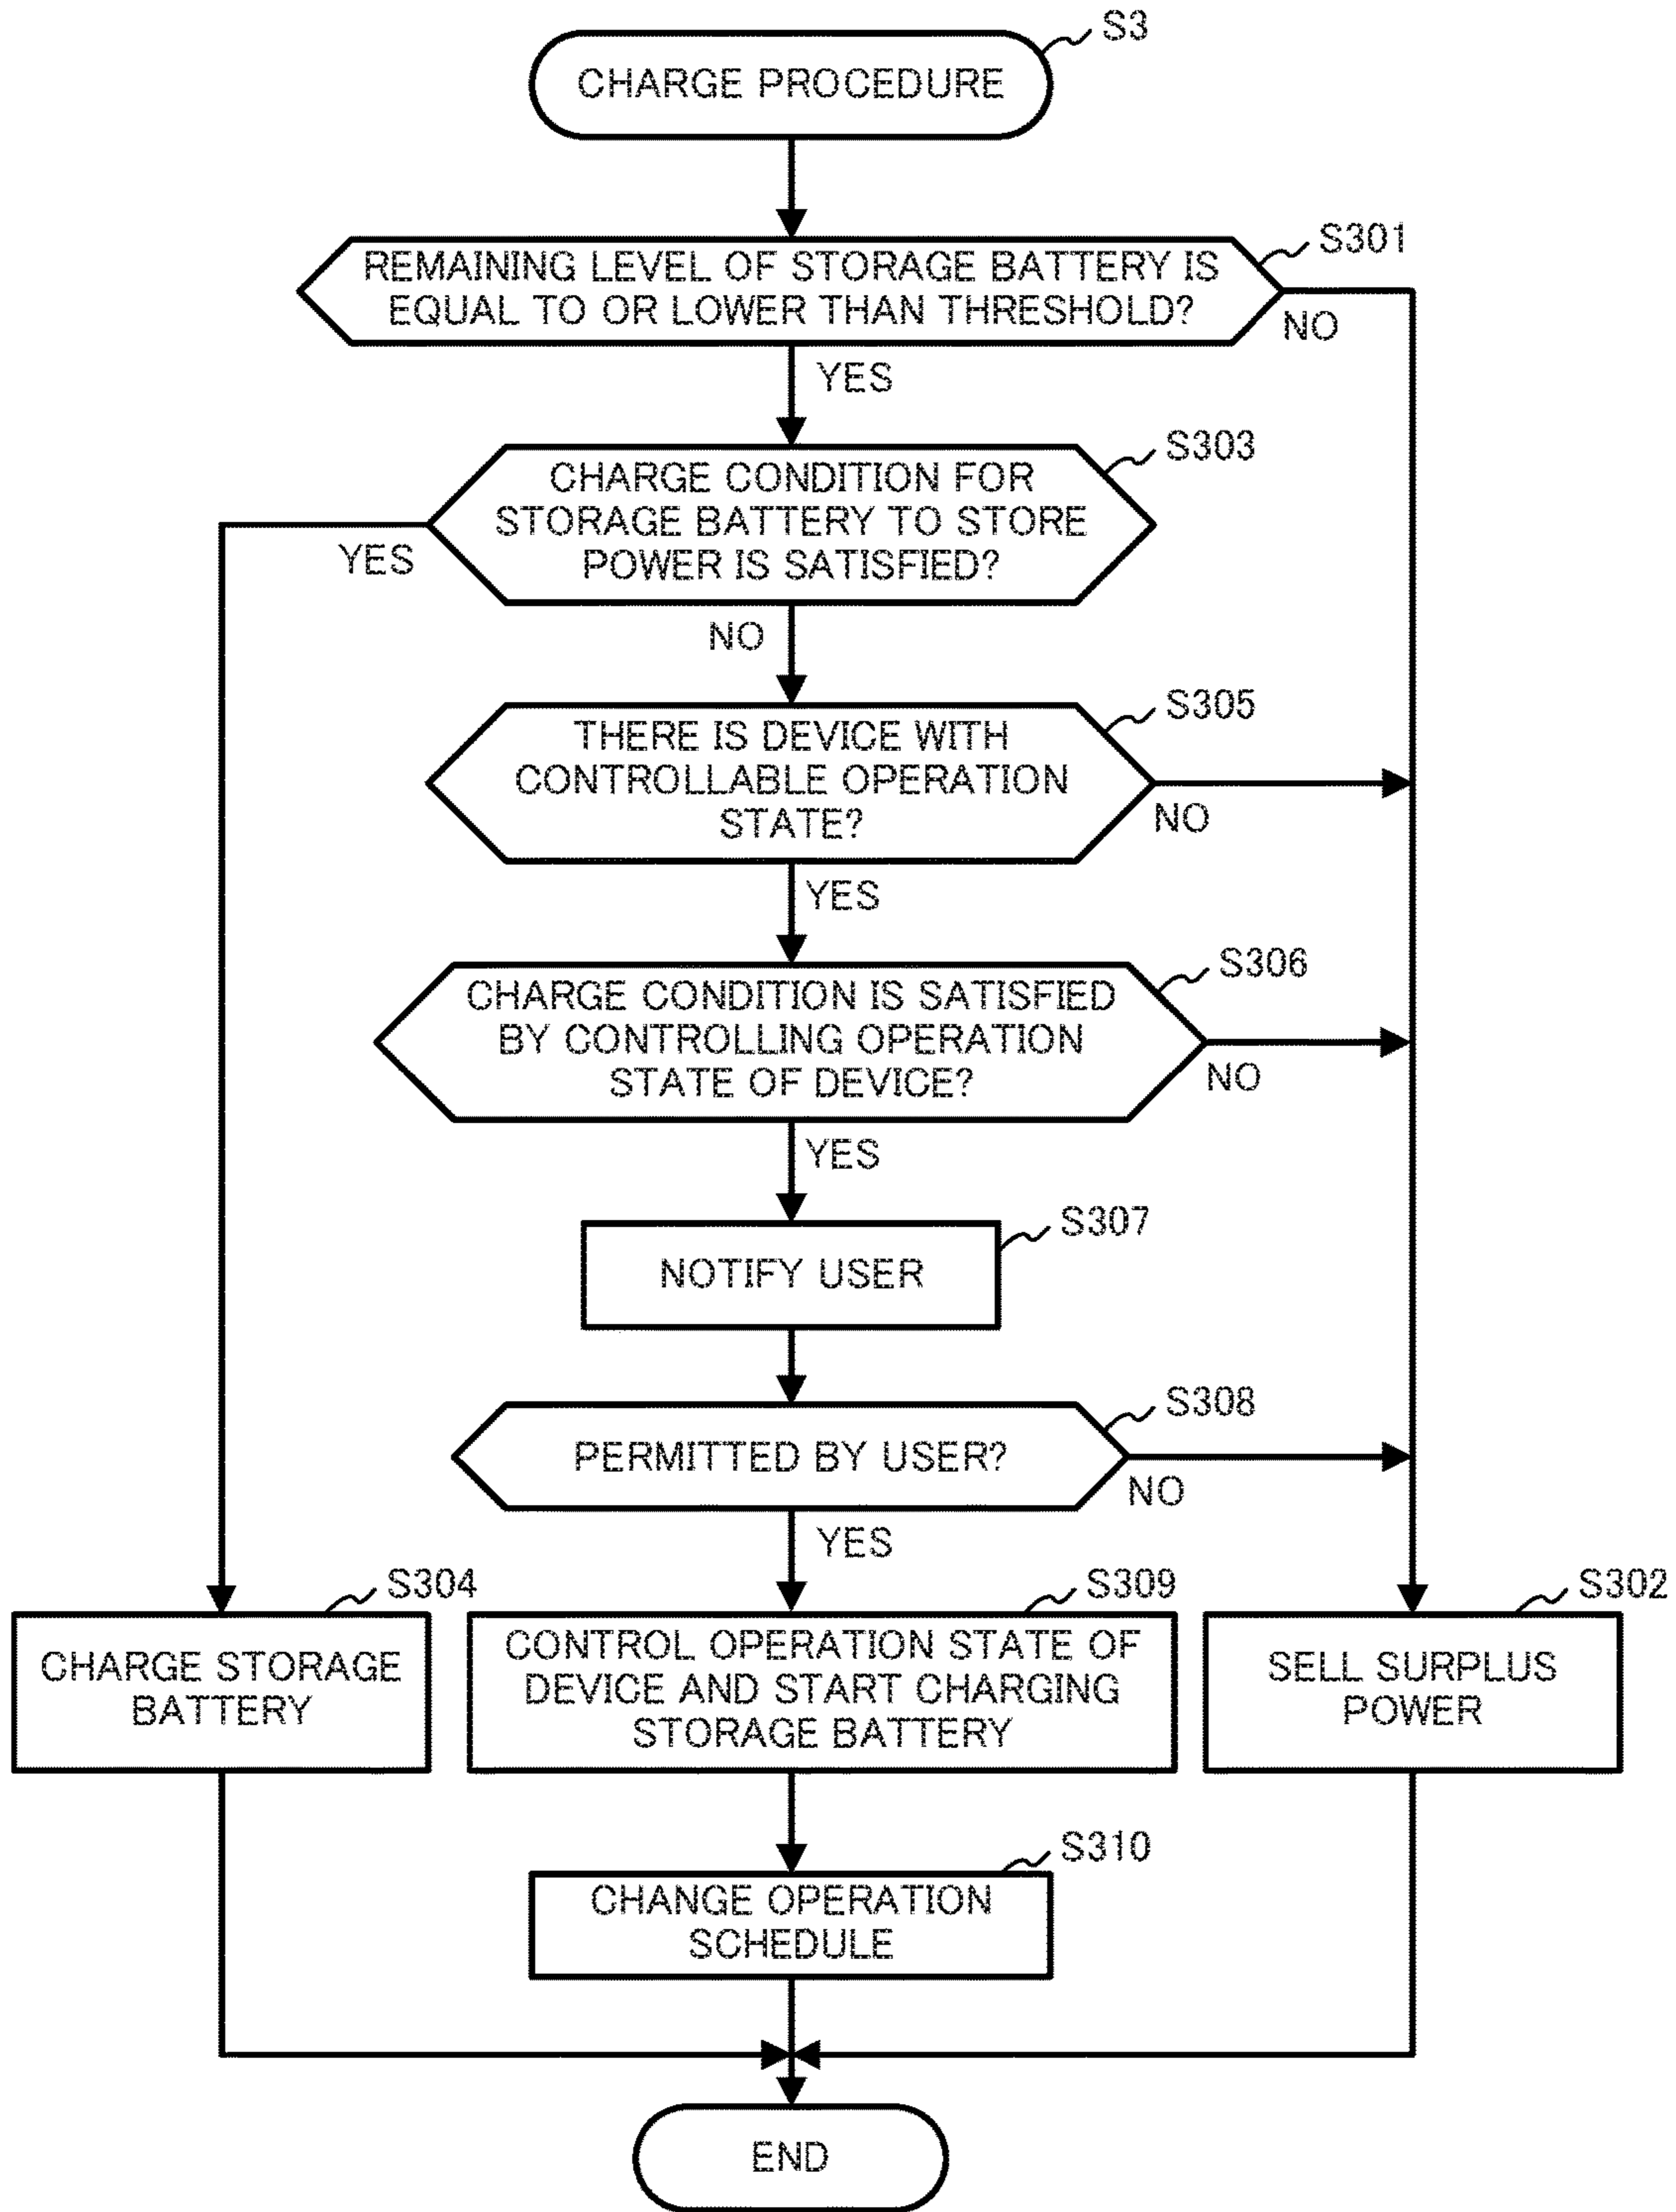 S3
CHARGE PROCEDURE
S301
REMAINING LEVEL OF STORAGE BATTERY IS
EQUAL TO OR LOWER THAN THRESHOLD?
NO
YES
S303
CHARGE CONDITION FOR
STORAGE BATTERY TO STORE
POWER IS SATISFIED?
YES
NO
S305
THERE IS DEVICE WITH
CONTROLLABLE OPERATION
STATE?
NO
YES
S306
CHARGE CONDITION IS SATISFIED
BY CONTROLLING OPERATION
STATE OF DEVICE?
NO
YES
S307
NOTIFY USER
S308
PERMITTED BY USER?
NO
YES
S304
CHARGE STORAGE
BATTERY
S309
CONTROL OPERATION STATE OF
DEVICE AND START CHARGING
STORAGE BATTERY
S302
SELL SURPLUS
POWER
S310
CHANGE OPERATION
SCHEDULE
END